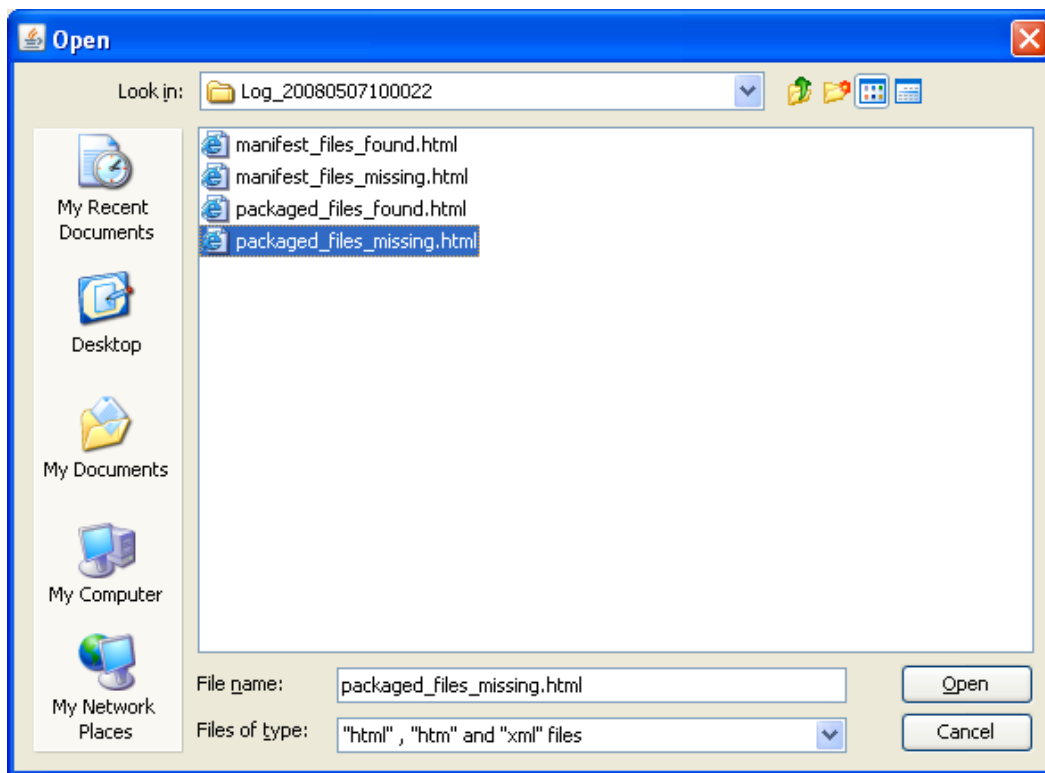 Open
Look in:
Log_20080507100022
manifest_files_found.html
manifest_files_missing.html
packaged_files_found.html
packaged_files_missing.html
My Recent
Documents
Desktop
My Documents
My Computer
My Network
Places
File name:
packaged_files_missing.html
Open
Files of type:
"html" , "htm" and "xml" files
Cancel